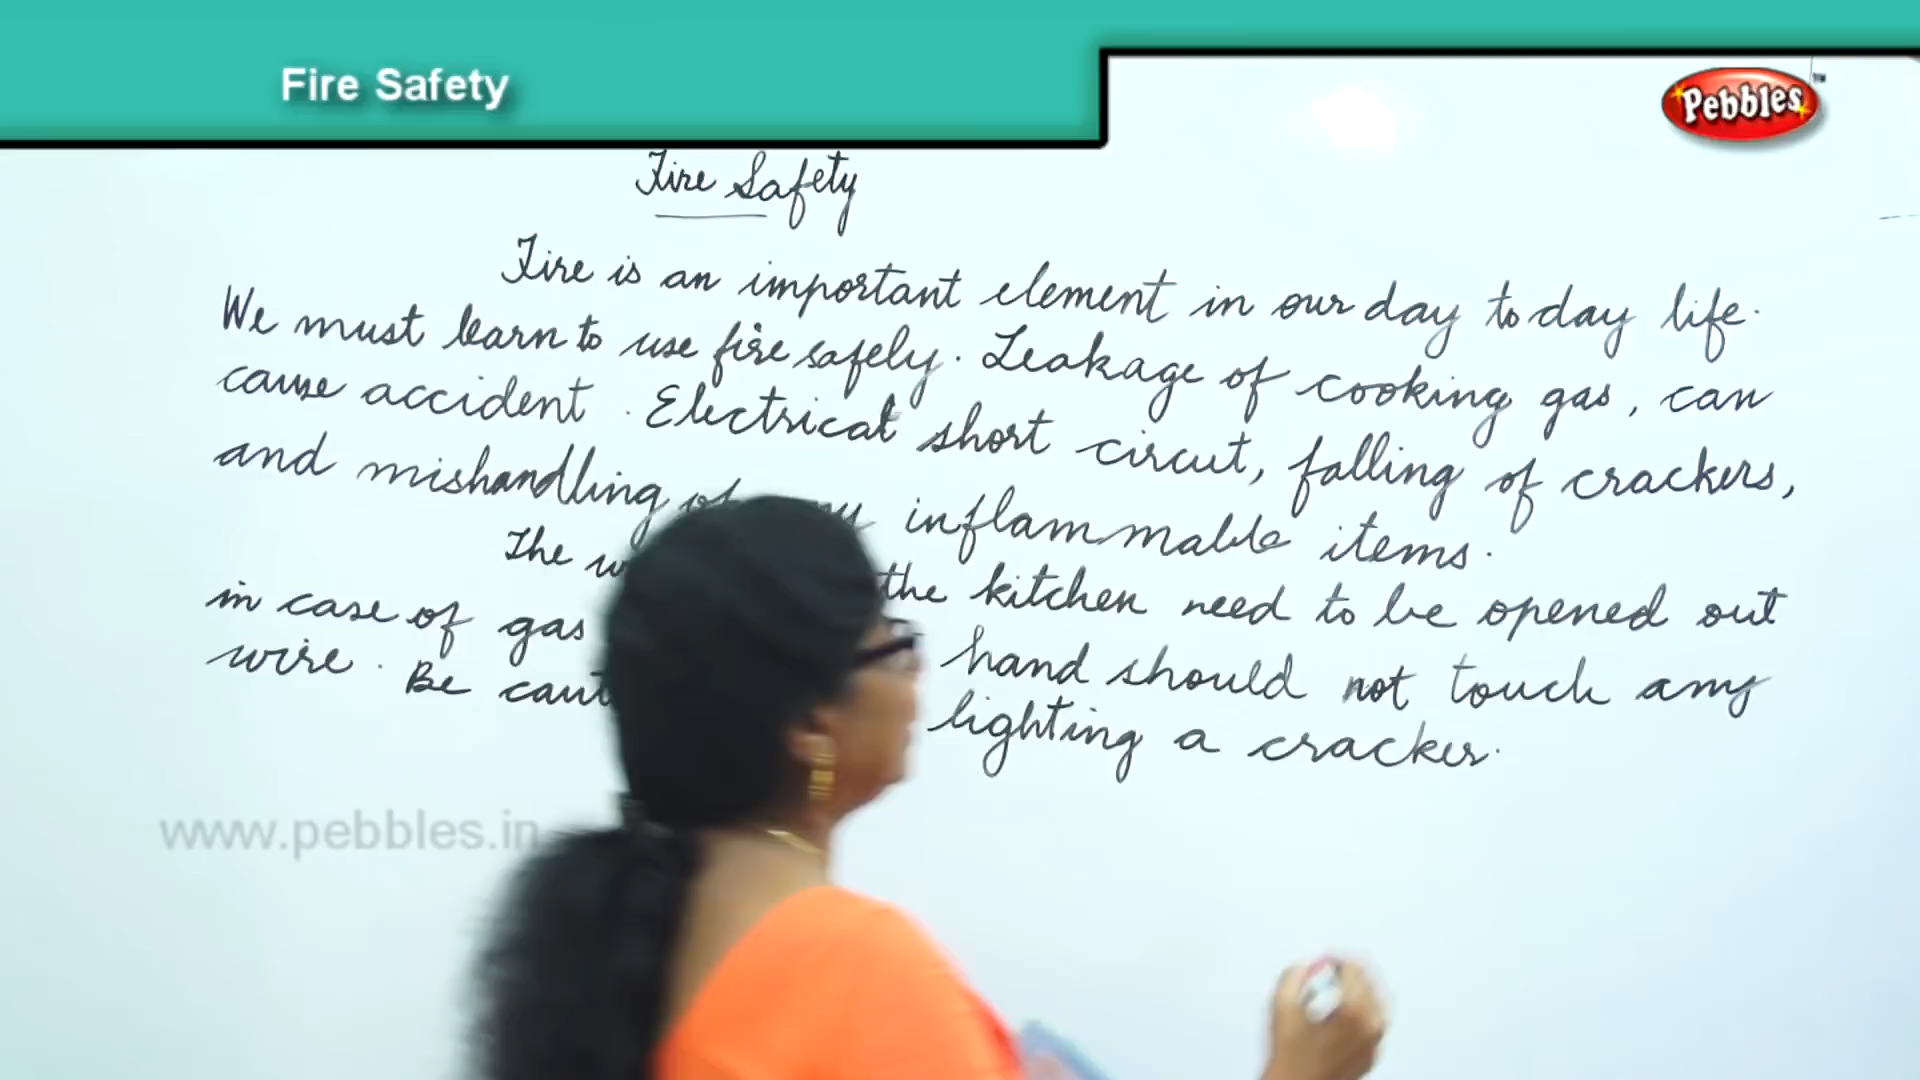 Fire Safety
Pebbles
TM
Fire Safety
Fire is an important element in our day to day life.
We must learn to use fire safely. Leakage of cooking gas, can
cause accident. Electrical short circut, falling of crackers,
and mishandling of inflammable items.
The the kitchen need to be opened out
in case of gas hand should not touch any
wire. Be lighting a cracker.
www.pebbles.in